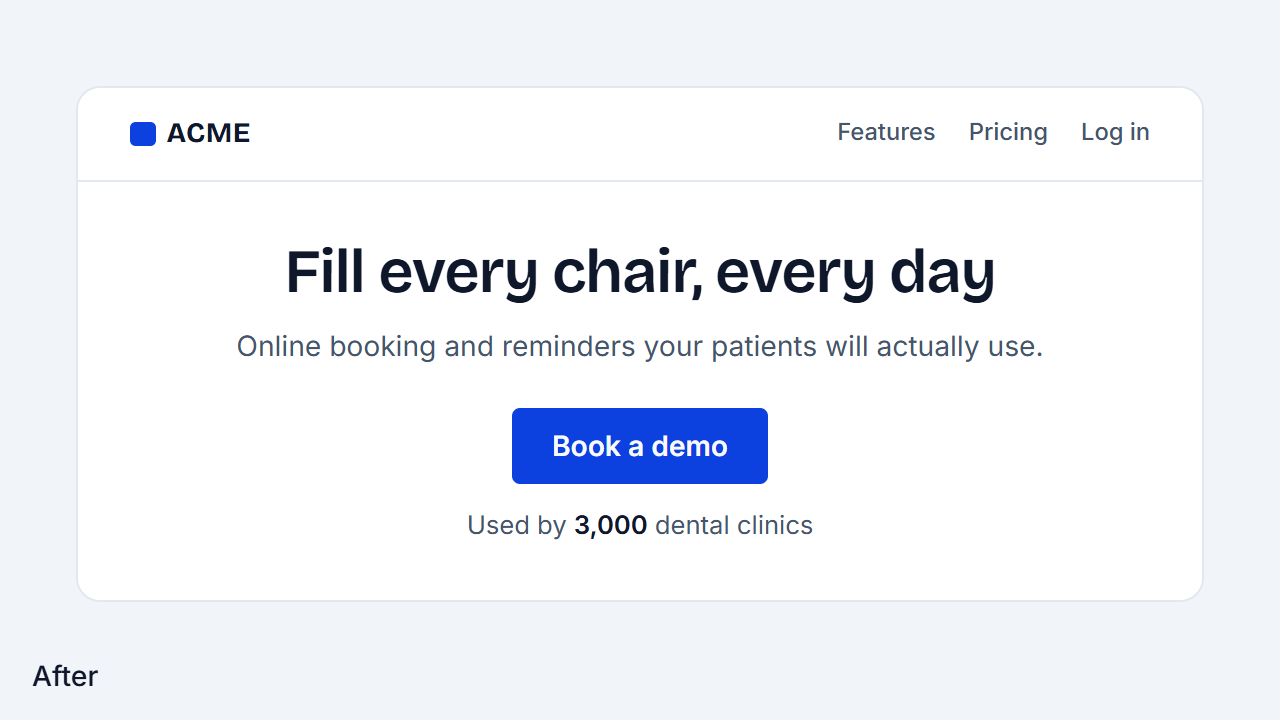 ACME
Features Pricing Log in
Fill every chair, every day
Online booking and reminders your patients will actually use.
Book a demo
Used by 3,000 dental clinics
After